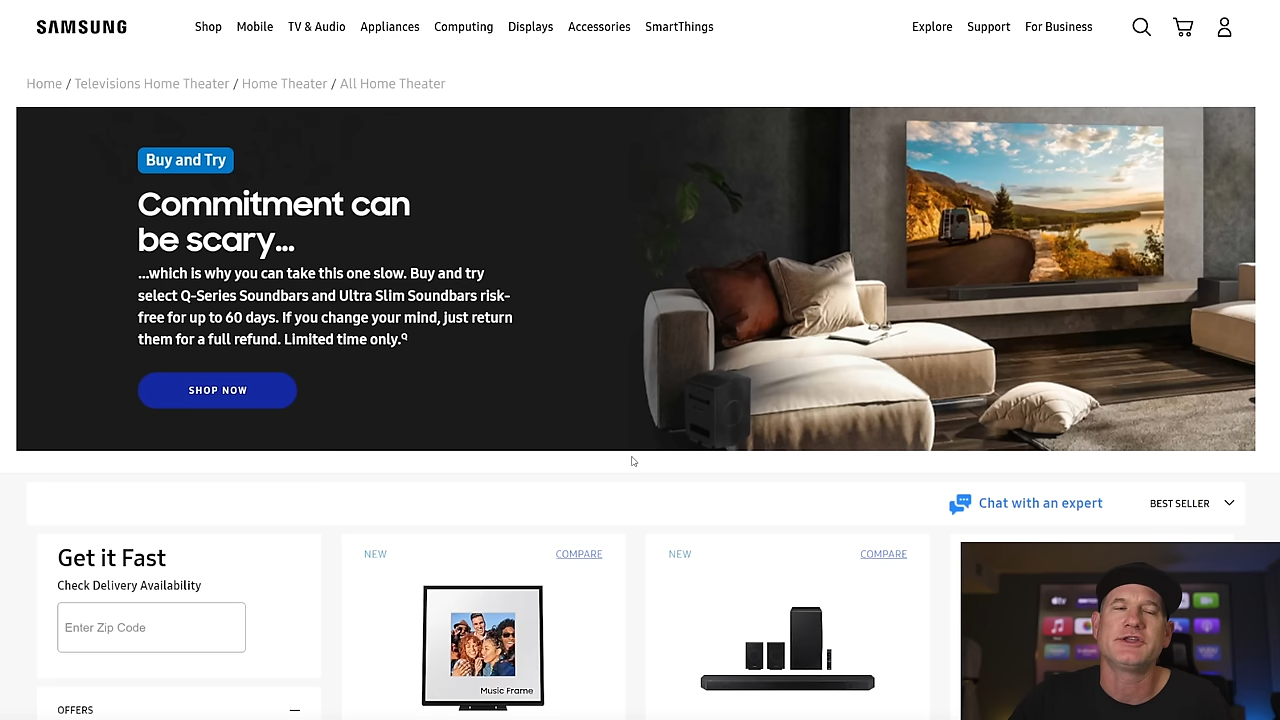 SAMSUNG
Shop Mobile TV & Audio Appliances Computing Displays Accessories SmartThings
Explore Support For Business
Home / Televisions Home Theater / Home Theater / All Home Theater
Buy and Try
Commitment can
be scary...
...which is why you can take this one slow. Buy and try
select Q-Series Soundbars and Ultra Slim Soundbars risk-
free for up to 60 days. If you change your mind, just return
them for a full refund. Limited time only.Q
SHOP NOW
Chat with an expert
BEST SELLER
Get it Fast
Check Delivery Availability
Enter Zip Code
OFFERS
NEW
COMPARE
Music Frame
NEW
COMPARE